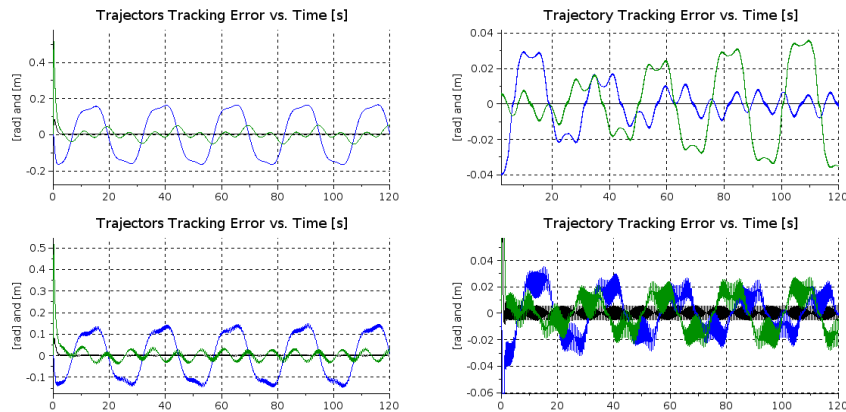 Trajectors Tracking Error vs. Time [s]
[rad] and [m]
0.4
0.2
0
-0.2
0 20 40 60 80 100 120
Trajectory Tracking Error vs. Time [s]
[rad] and [m]
0.04
0.02
0
-0.02
-0.04
20 40 60 80 100 120
Trajectors Tracking Error vs. Time [s]
[rad] and [m]
0.5
0.4
0.3
0.2
0.1
0
-0.1
0 20 40 60 80 100 120
Trajectory Tracking Error vs. Time [s]
[rad] and [m]
0.04
0.02
0
-0.02
-0.04
-0.06
0 20 40 60 80 100 120